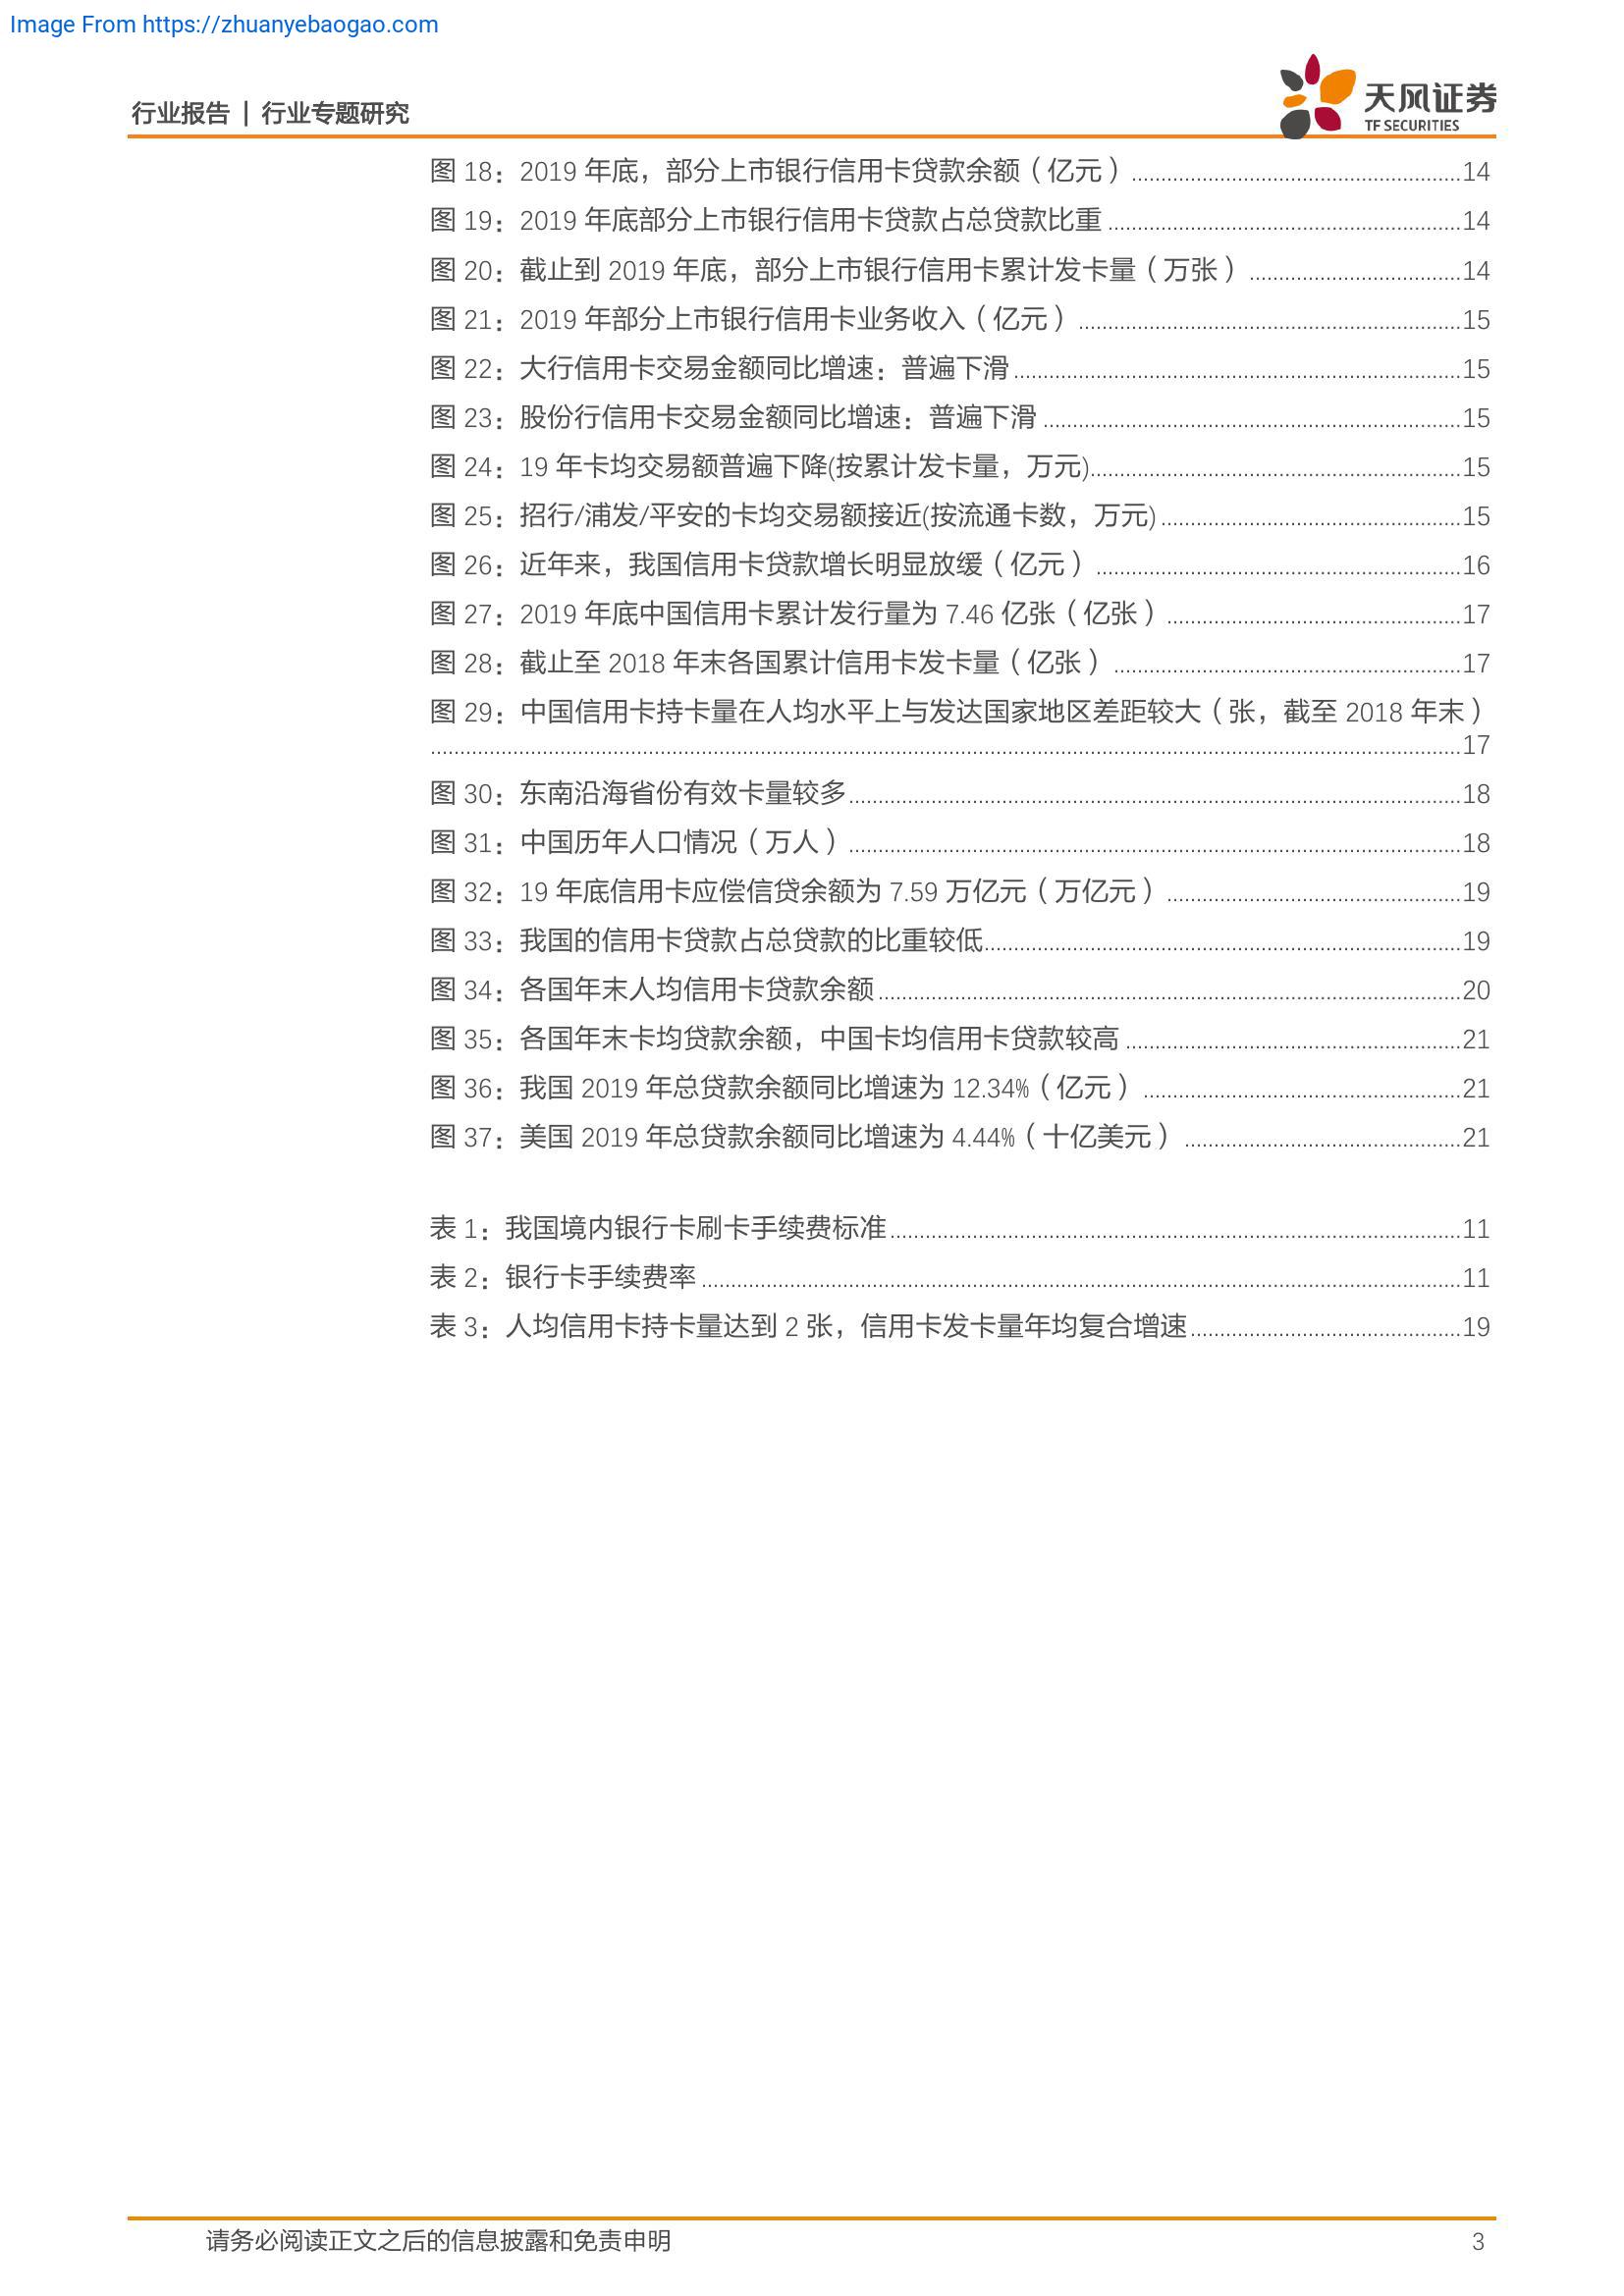 Image From https://zhuanyebaogao.com
行业报告 | 行业专题研究
天风证券
TF SECURITIES
图 18：2019 年底，部分上市银行信用卡贷款余额（亿元）........................14
图 19：2019 年底部分上市银行信用卡贷款占总贷款比重........................14
图 20：截止到 2019 年底，部分上市银行信用卡累计发卡量（万张）........................14
图 21：2019 年部分上市银行信用卡业务收入（亿元）........................15
图 22：大行信用卡交易金额同比增速：普遍下滑........................15
图 23：股份行信用卡交易金额同比增速：普遍下滑........................15
图 24：19 年卡均交易额普遍下降(按累计发卡量，万元)........................15
图 25：招行/浦发/平安的卡均交易额接近(按流通卡数，万元)........................15
图 26：近年来，我国信用卡贷款增长明显放缓（亿元）........................16
图 27：2019 年底中国信用卡累计发行量为 7.46 亿张（亿张）........................17
图 28：截止至 2018 年末各国累计信用卡发卡量（亿张）........................17
图 29：中国信用卡持卡量在人均水平上与发达国家地区差距较大（张，截至 2018 年末）
........................17
图 30：东南沿海省份有效卡量较多........................18
图 31：中国历年人口情况（万人）........................18
图 32：19 年底信用卡应偿信贷余额为 7.59 万亿元（万亿元）........................19
图 33：我国的信用卡贷款占总贷款的比重较低........................19
图 34：各国年末人均信用卡贷款余额........................20
图 35：各国年末卡均贷款余额，中国卡均信用卡贷款较高........................21
图 36：我国 2019 年总贷款余额同比增速为 12.34%（亿元）........................21
图 37：美国 2019 年总贷款余额同比增速为 4.44%（十亿美元）........................21
表 1：我国境内银行卡刷卡手续费标准........................11
表 2：银行卡手续费率........................11
表 3：人均信用卡持卡量达到 2 张，信用卡发卡量年均复合增速........................19
请务必阅读正文之后的信息披露和免责申明
3